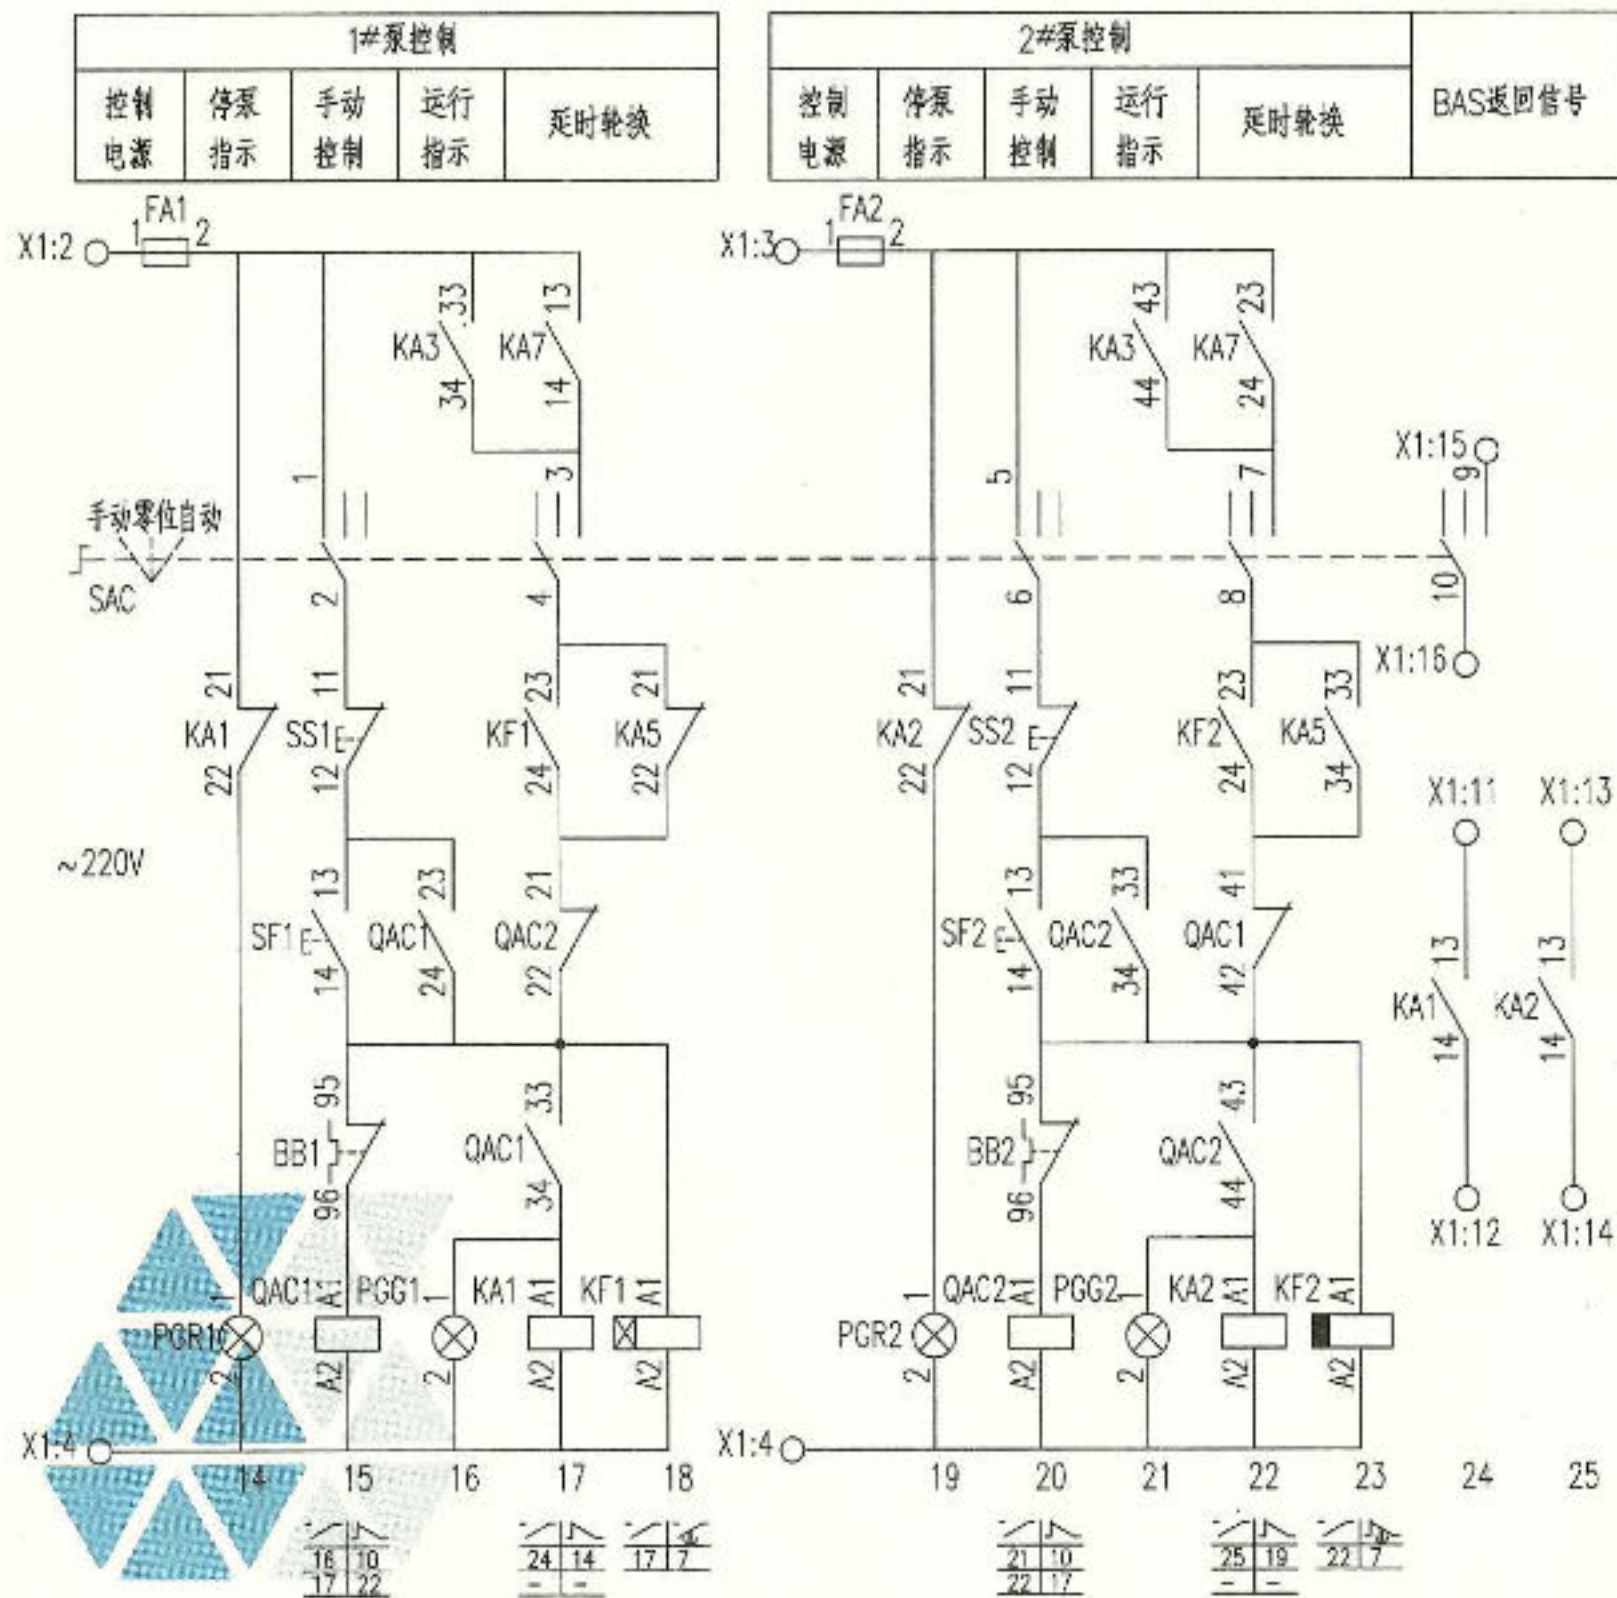 1#泵控制
控制电源
停泵指示
手动控制
运行指示
延时轮换
2#泵控制
控制电源
停泵指示
手动控制
运行指示
延时轮换
BAS返回信号
X1:2 1 FA1 2
X1:3 1 FA2 2
33 13 43 23
KA3 KA7 KA3 KA7
34 14 44 24
X1:15
1 3 5 7 9
手动零位自动
SAC
2 4 6 8 10
X1:16
21 11 23 21 21 11 23 33
KA1 SS1 KF1 KA5 KA2 SS2 KF2 KA5
22 12 24 22 22 12 24 34
X1:11 X1:13
~220V
13 23 21 13 33 41
SF1 QAC1 QAC2 SF2 QAC2 QAC1
14 24 22 14 34 42
13 13
KA1 KA2
14 14
95 33 95 43
BB1 QAC1 BB2 QAC2
96 34 96 44
X1:12 X1:14
1 QAC1 A1 PGG1 1 KA1 A1 KF1 A1
PGR1
2 A2 2 A2 A2
1 QAC2 A1 PGG2 1 KA2 A1 KF2 A1
PGR2
2 A2 2 A2 A2
X1:4 X1:4
14 15 16 17 18 19 20 21 22 23 24 25
16 10 24 14 17 7 21 10 25 19 22 7
17 22 - - 22 17 - -